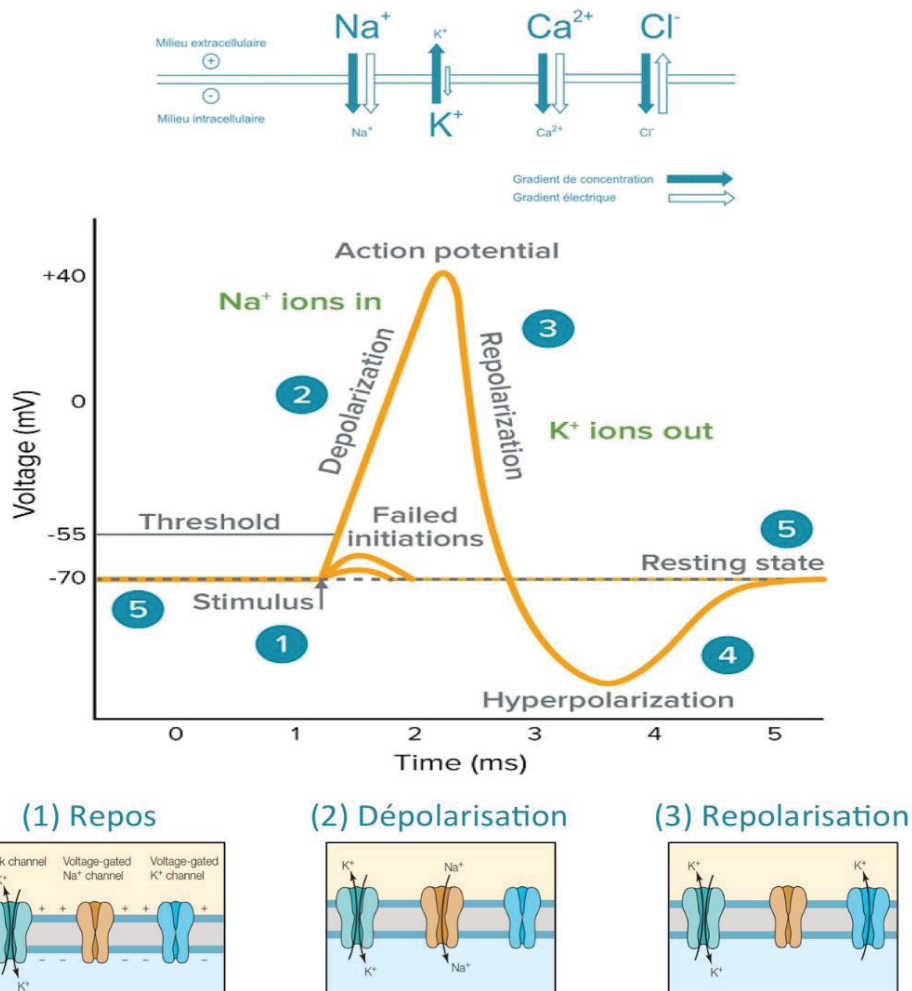 Na⁺
K⁺
Ca²⁺
Cl⁻
Milieu extracellulaire
+
-
Milieu intracellulaire
Na⁺
K⁺
Ca²⁺
Cl⁻
Gradient de concentration
Gradient électrique
Action potential
+40
Na⁺ ions in
3
2
Depolarization
Repolarization
0
K⁺ ions out
Voltage (mV)
Threshold
Failed
initiations
5
-55
Resting state
-70
5
Stimulus
1
4
Hyperpolarization
0 1 2 3 4 5
Time (ms)
(1) Repos
(2) Dépolarisation
(3) Repolarisation
channel
Voltage-gated
Na⁺ channel
Voltage-gated
K⁺ channel
K⁺
+ + + + +
- - - - -
K⁺
K⁺
Na⁺
K⁺
Na⁺
K⁺
K⁺
K⁺